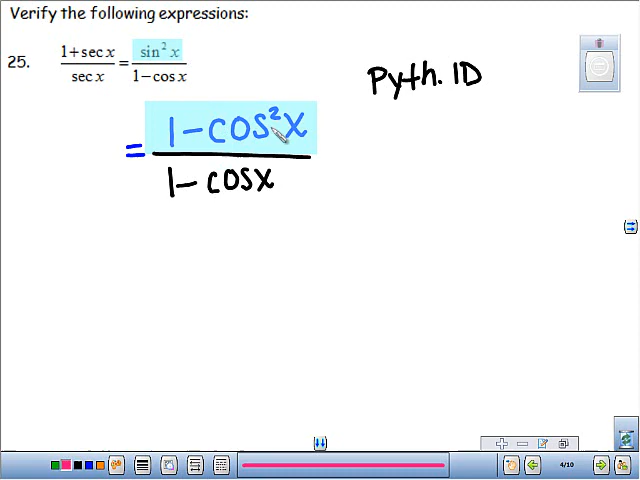 Verify the following expressions:
25. (1+sec x)/(sec x) = (sin² x)/(1−cos x)
Pyth. ID
= (1−cos²x)/(1−cosx)
4/10